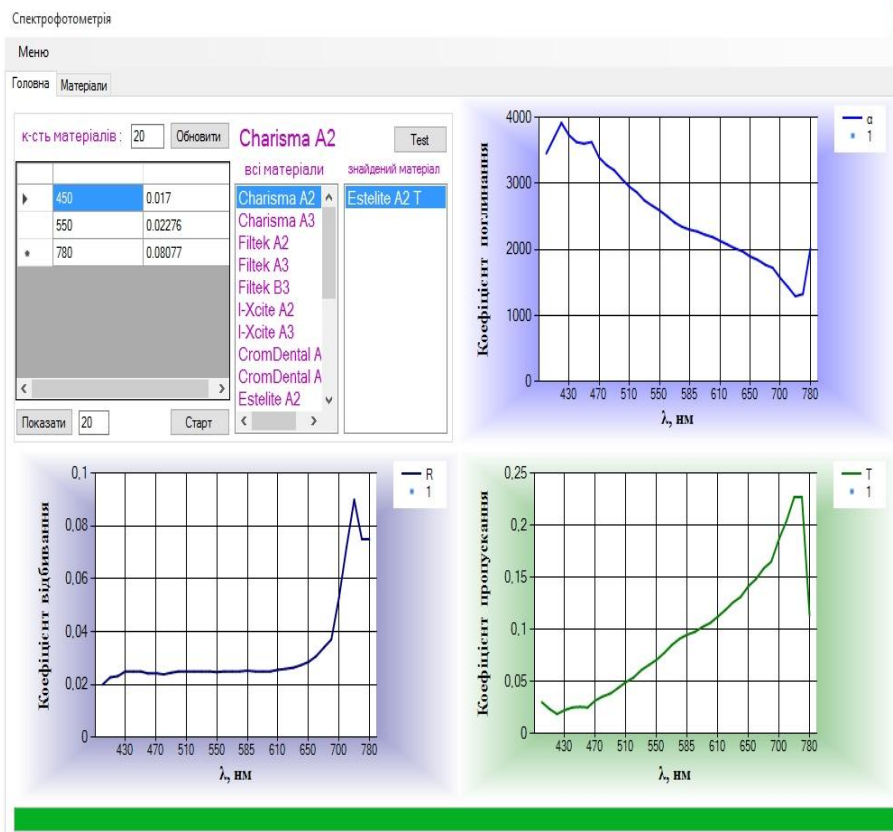 Спектрофотометрія
Меню
Головна Матеріали
к-сть матеріалів : 20 Обновити
450 0.017
550 0.02276
780 0.08077
Показати 20 Старт
Charisma A2 Test
всі матеріали знайдений матеріал
Charisma A2
Charisma A3
Filtek A2
Filtek A3
Filtek B3
I-Xcite A2
I-Xcite A3
CromDental A
CromDental A
Estelite A2
Estelite A2 T
Коефіцієнт поглинання
4000
3000
2000
1000
0
430 470 510 550 585 610 650 700 780
λ, нм
α
1
Коефіцієнт відбивання
0,1
0,08
0,06
0,04
0,02
0
430 470 510 550 585 610 650 700 780
λ, нм
R
1
Коефіцієнт пропускання
0,25
0,2
0,15
0,1
0,05
0
430 470 510 550 585 610 650 700 780
λ, нм
T
1